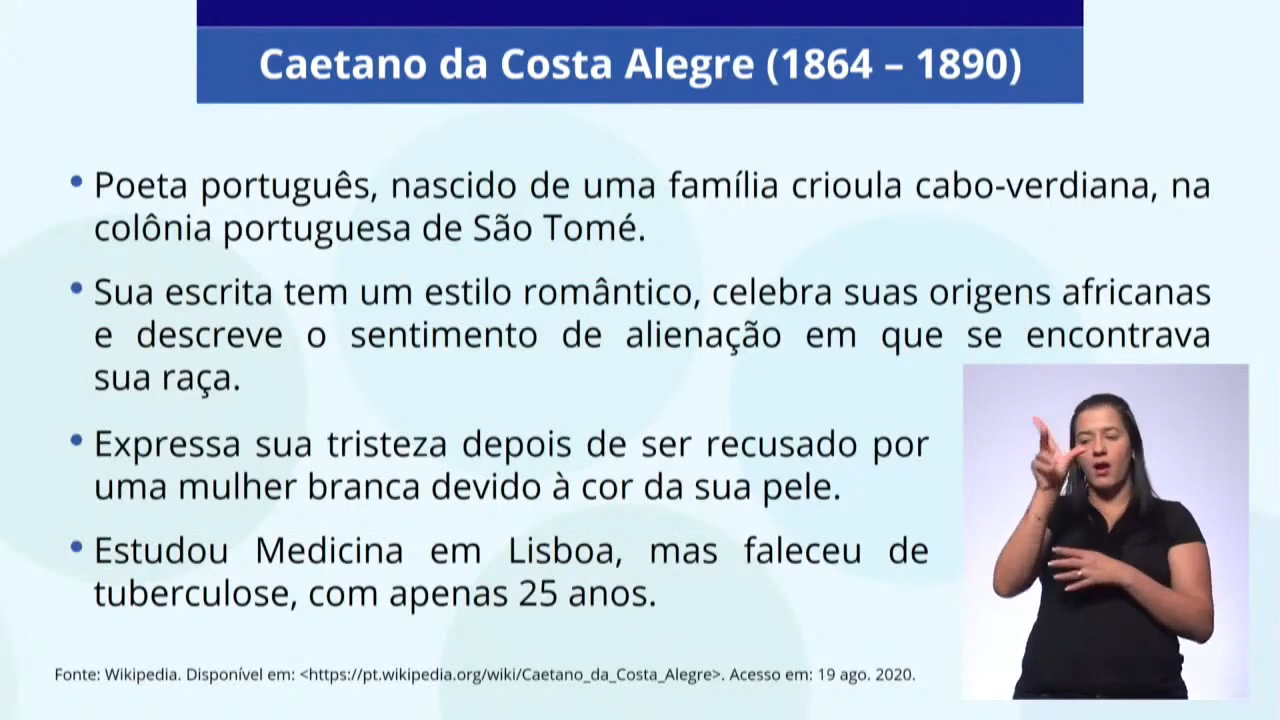 Caetano da Costa Alegre (1864 – 1890)
• Poeta português, nascido de uma família crioula cabo-verdiana, na
colônia portuguesa de São Tomé.
• Sua escrita tem um estilo romântico, celebra suas origens africanas
e descreve o sentimento de alienação em que se encontrava
sua raça.
• Expressa sua tristeza depois de ser recusado por
uma mulher branca devido à cor da sua pele.
• Estudou Medicina em Lisboa, mas faleceu de
tuberculose, com apenas 25 anos.
Fonte: Wikipedia. Disponível em: <https://pt.wikipedia.org/wiki/Caetano_da_Costa_Alegre>. Acesso em: 19 ago. 2020.